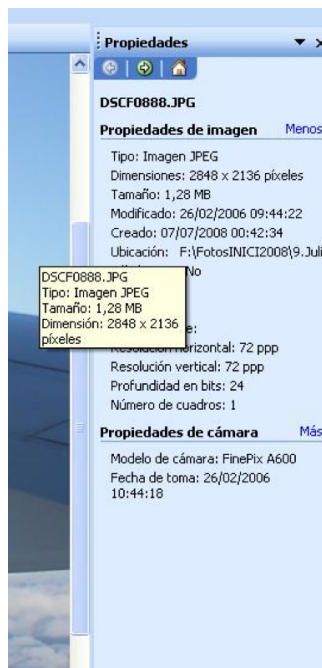 Propiedades
DSCF0888.JPG
Propiedades de imagen Menos
Tipo: Imagen JPEG
Dimensiones: 2848 x 2136 píxeles
Tamaño: 1,28 MB
Modificado: 26/02/2006 09:44:22
Creado: 07/07/2008 00:42:34
Ubicación: F:\FotosINICI2008\9.Juli
No
DSCF0888.JPG
Tipo: Imagen JPEG
Tamaño: 1,28 MB
Dimensión: 2848 x 2136
píxeles
Resolución horizontal: 72 ppp
Resolución vertical: 72 ppp
Profundidad en bits: 24
Número de cuadros: 1
Propiedades de cámara Más
Modelo de cámara: FinePix A600
Fecha de toma: 26/02/2006
10:44:18